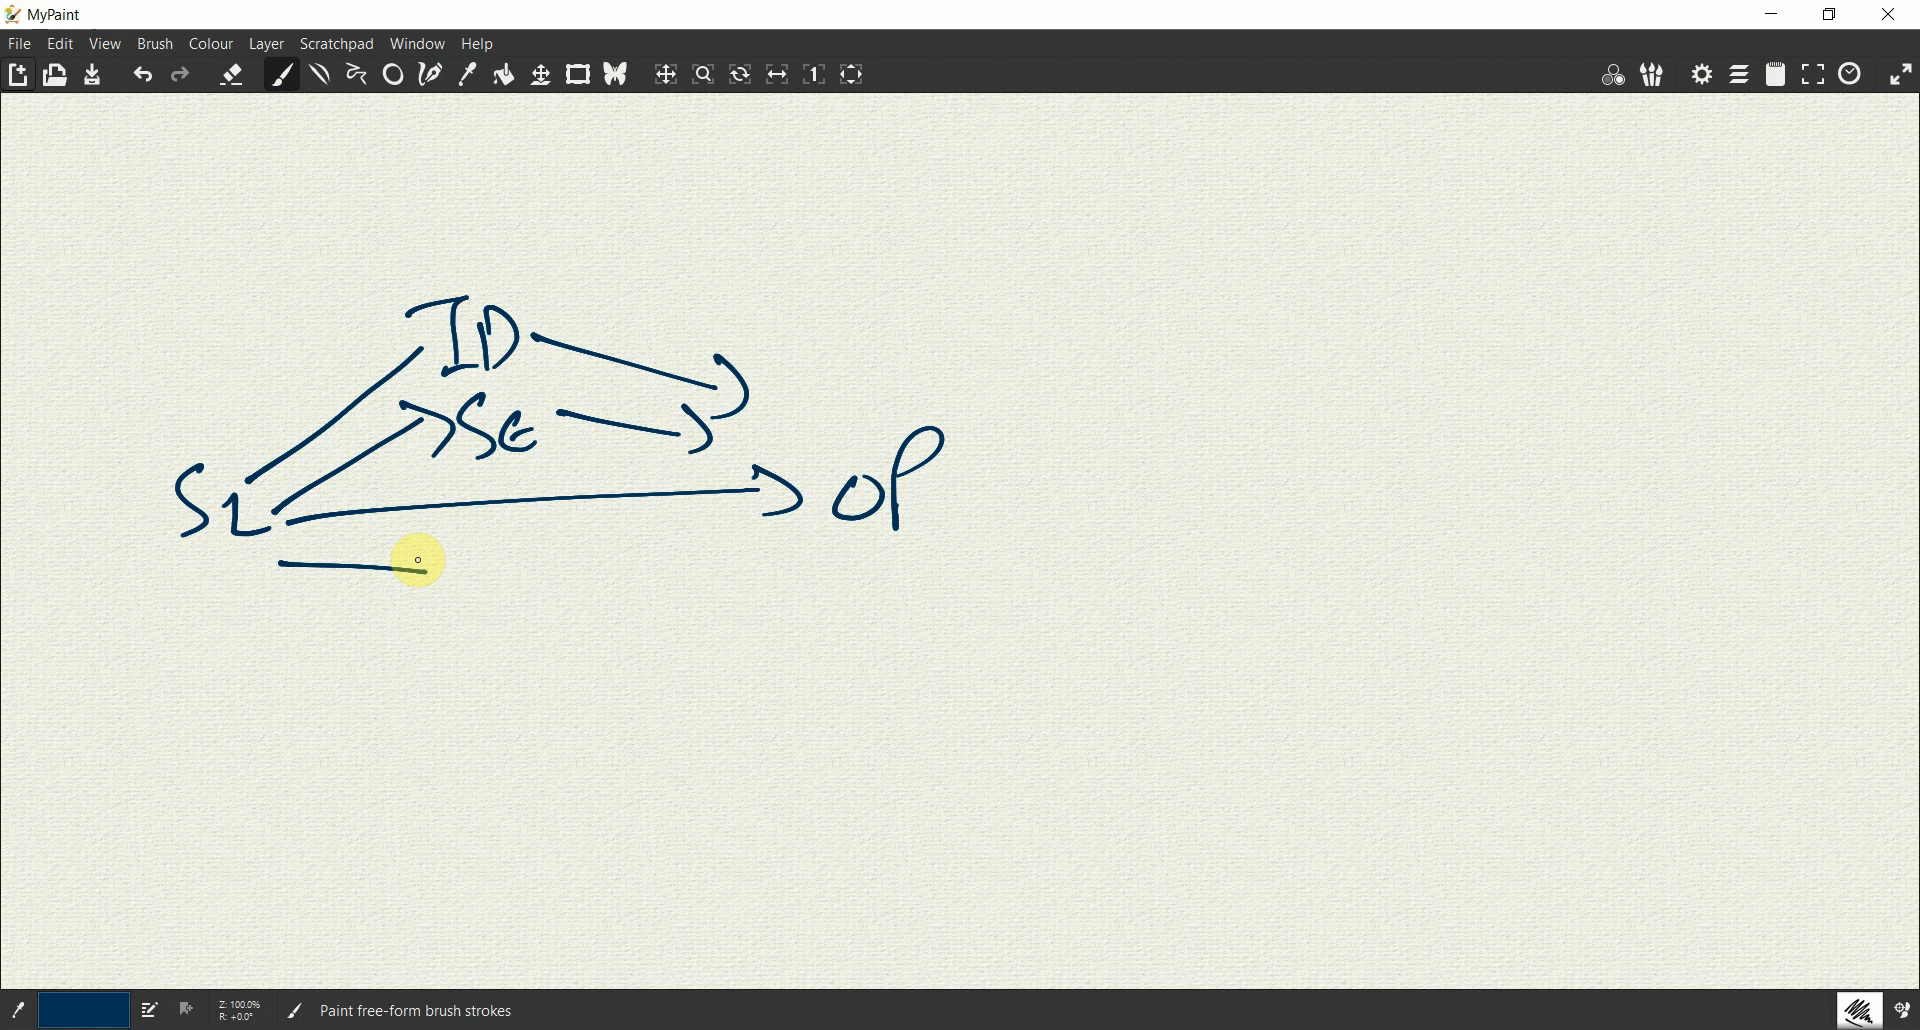 MyPaint
File Edit View Brush Colour Layer Scratchpad Window Help
ID
SE
SL
OP
Z: 100.0%
R: +0.0°
Paint free-form brush strokes